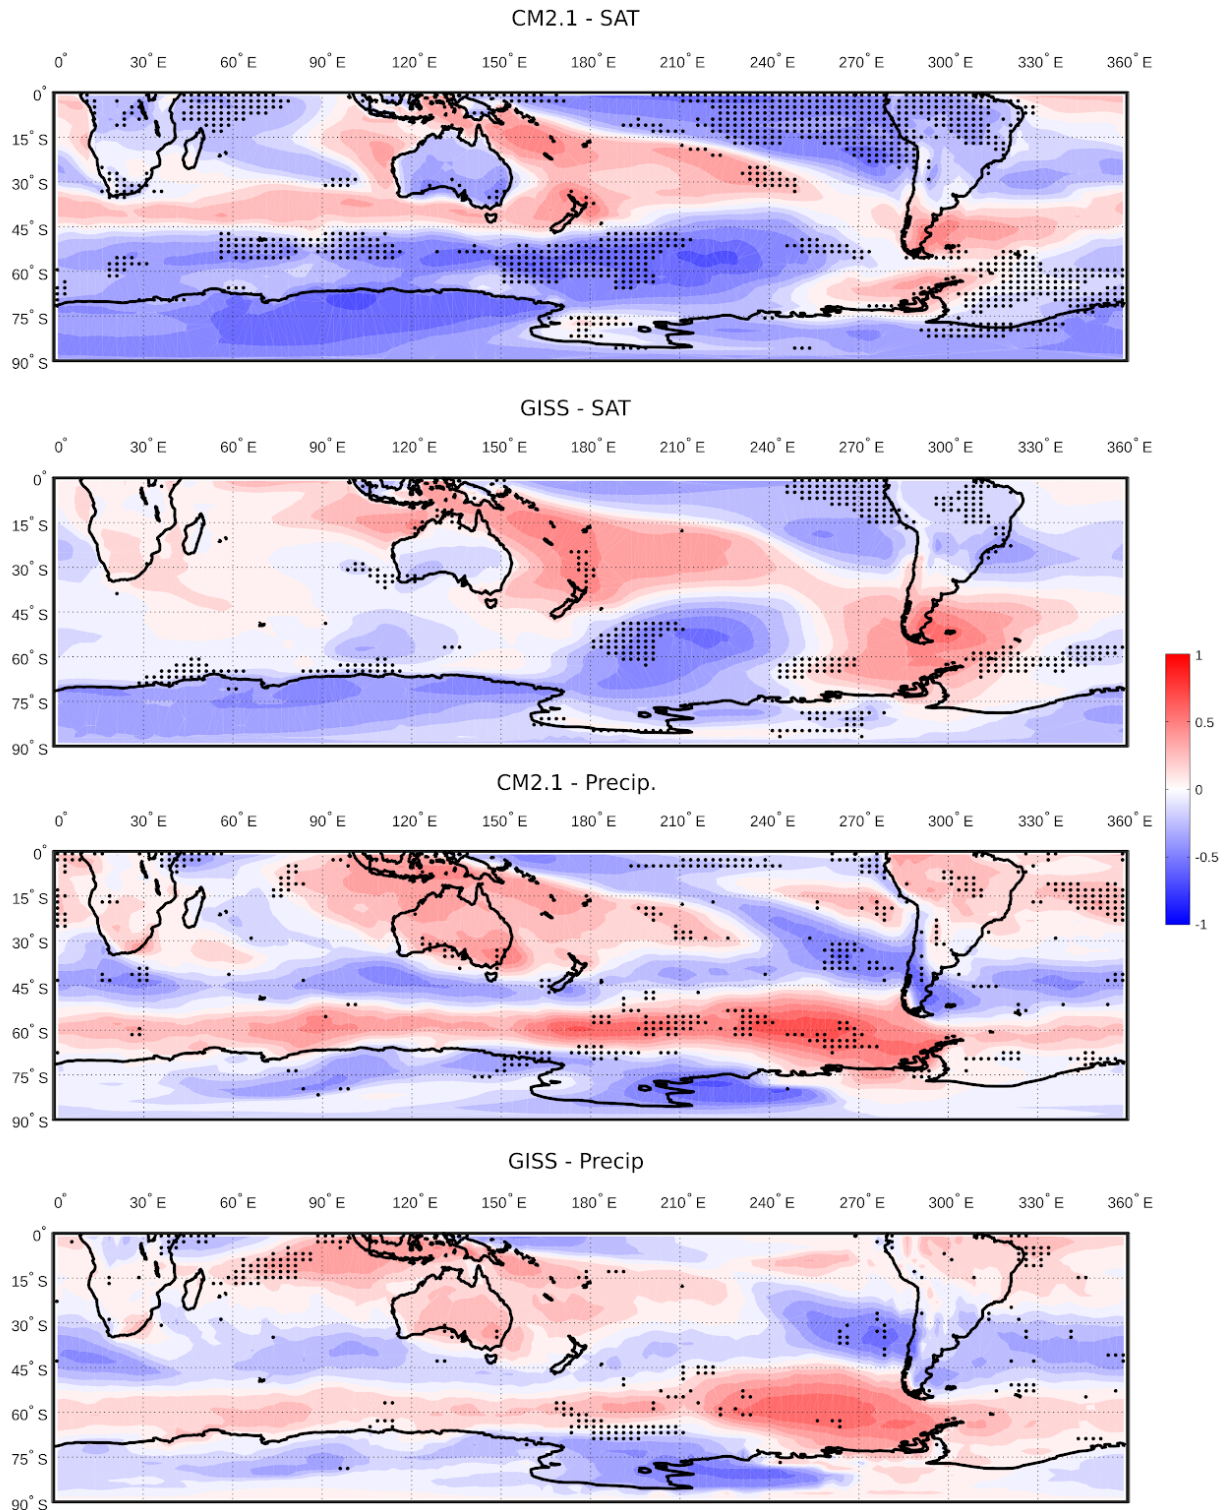 CM2.1 - SAT
0° 30° E 60° E 90° E 120° E 150° E 180° E 210° E 240° E 270° E 300° E 330° E 360° E
0°
15° S
30° S
45° S
60° S
75° S
90° S
GISS - SAT
0° 30° E 60° E 90° E 120° E 150° E 180° E 210° E 240° E 270° E 300° E 330° E 360° E
0°
15° S
30° S
45° S
60° S
75° S
90° S
1
0.5
0
-0.5
-1
CM2.1 - Precip.
0° 30° E 60° E 90° E 120° E 150° E 180° E 210° E 240° E 270° E 300° E 330° E 360° E
0°
15° S
30° S
45° S
60° S
75° S
90° S
GISS - Precip
0° 30° E 60° E 90° E 120° E 150° E 180° E 210° E 240° E 270° E 300° E 330° E 360° E
0°
15° S
30° S
45° S
60° S
75° S
90° S